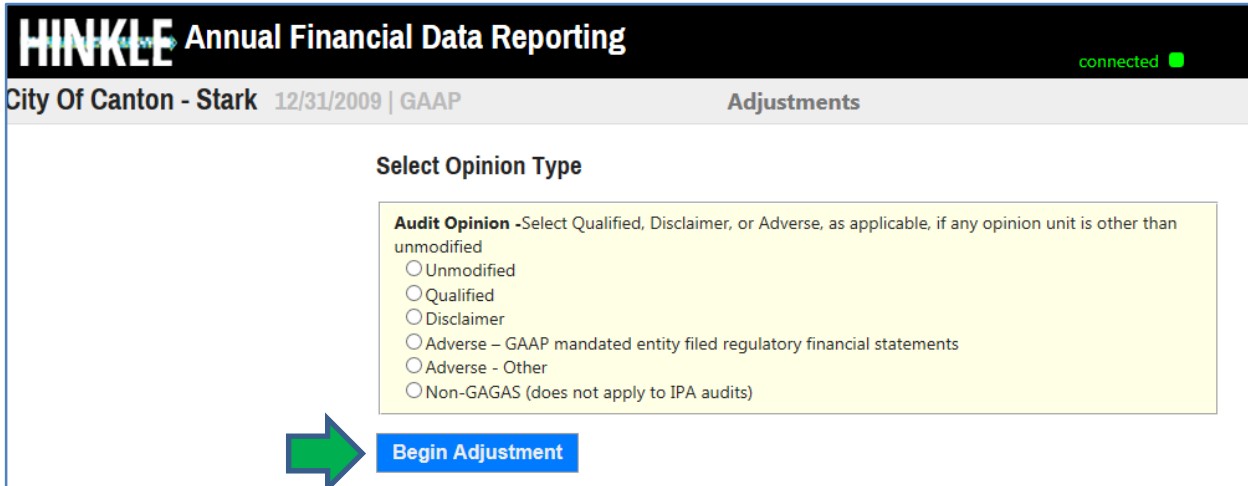 HINKLE Annual Financial Data Reporting
connected
City Of Canton - Stark 12/31/2009 | GAAP Adjustments
Select Opinion Type
Audit Opinion -Select Qualified, Disclaimer, or Adverse, as applicable, if any opinion unit is other than
unmodified
Unmodified
Qualified
Disclaimer
Adverse – GAAP mandated entity filed regulatory financial statements
Adverse - Other
Non-GAGAS (does not apply to IPA audits)
Begin Adjustment